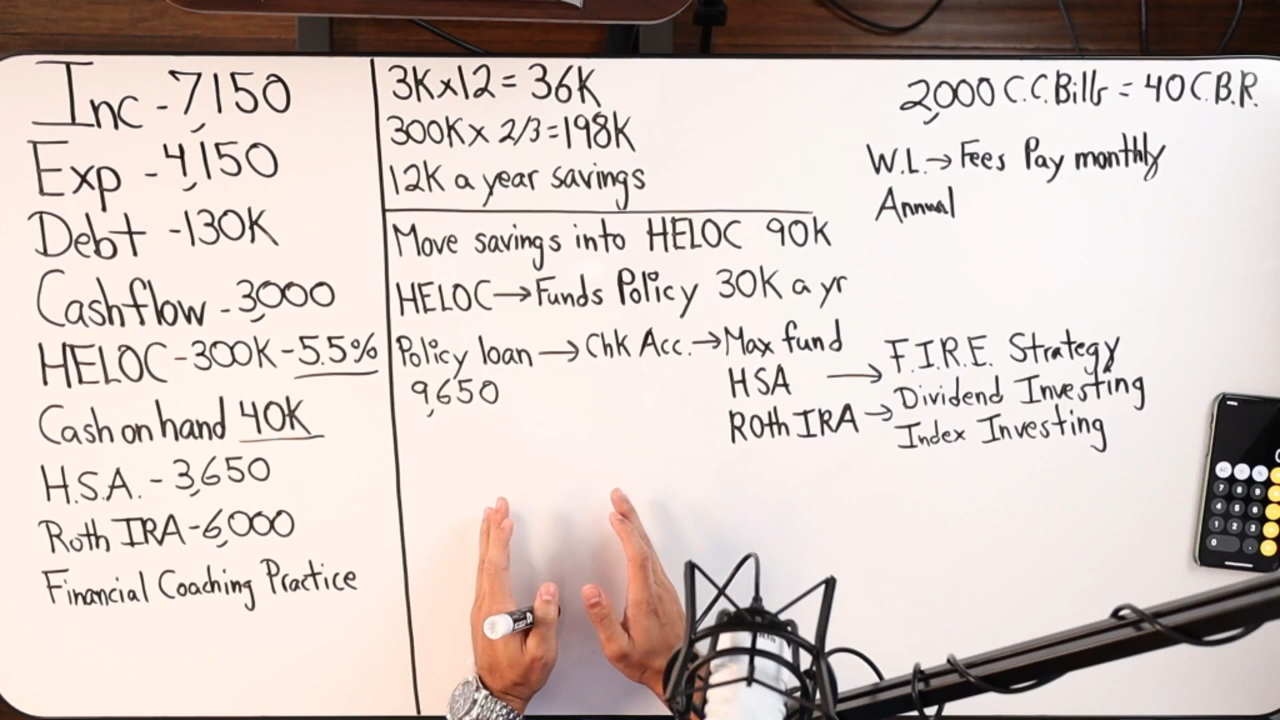 Inc - 7,150
Exp - 4,150
Debt - 130K
Cashflow - 3,000
HELOC - 300K - 5.5%
Cash on hand 40K
H.S.A. - 3,650
Roth IRA - 6,000
Financial Coaching Practice
3K x 12 = 36K
300K x 2/3 = 198K
12K a year savings
Move savings into HELOC 90K
HELOC → Funds Policy 30K a yr
Policy loan → Chk Acc. → Max fund
9,650
HSA → F.I.R.E. Strategy
Roth IRA → Dividend Investing
Index Investing
2,000 C.C. Bills = 40 C.B.R.
W.L. → Fees Pay monthly
Annual